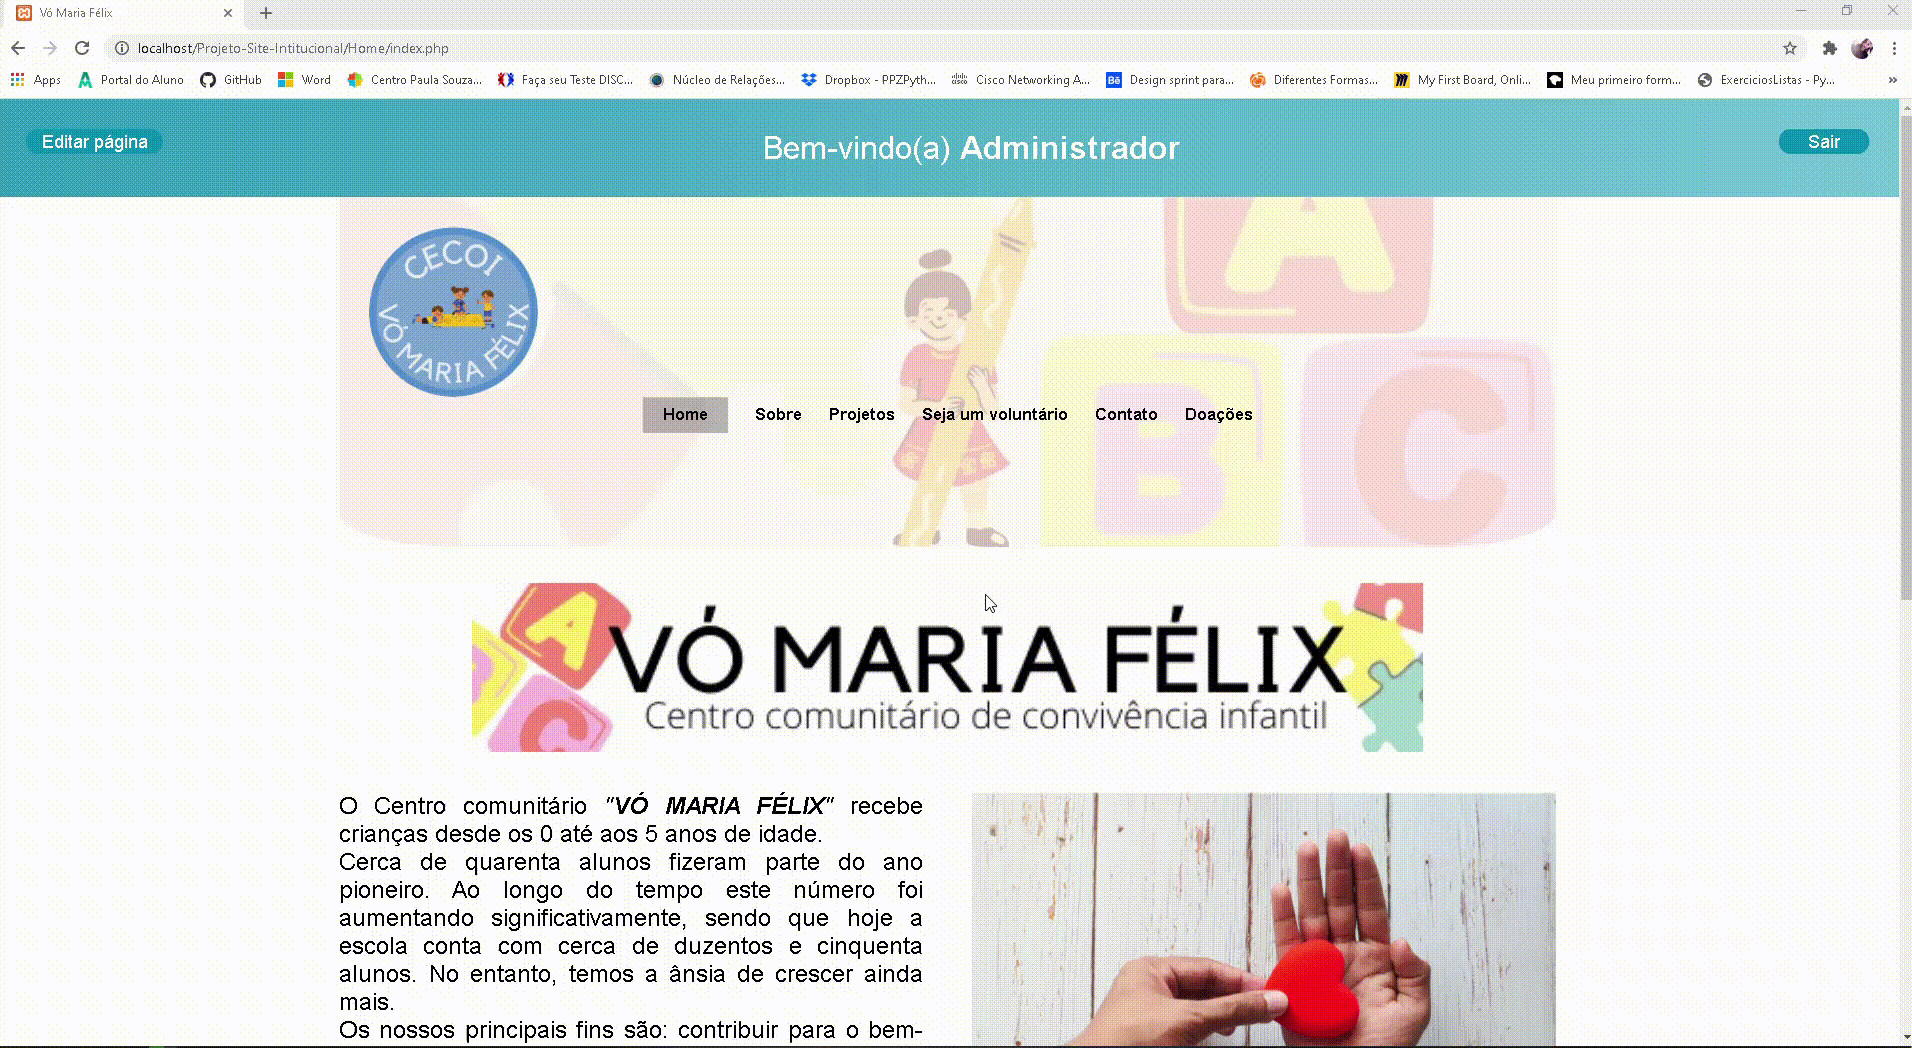 Vó Maria Félix
localhost/Projeto-Site-Intitucional/Home/index.php
Apps Portal do Aluno GitHub Word Centro Paula Souza... Faça seu Teste DISC... Núcleo de Relações... Dropbox - PPZPyth... cisco Cisco Networking A... Bē Design sprint para... Diferentes Formas... My First Board, Onli... Meu primeiro form... ExerciciosListas - Py... »
Editar página Bem-vindo(a) Administrador Sair
CECOI
VÓ MARIA FÉLIX
A
B C
Home Sobre Projetos Seja um voluntário Contato Doações
A
B
C
VÓ MARIA FÉLIX
Centro comunitário de convivência infantil
O Centro comunitário "VÓ MARIA FÉLIX" recebe
crianças desde os 0 até aos 5 anos de idade.
Cerca de quarenta alunos fizeram parte do ano
pioneiro. Ao longo do tempo este número foi
aumentando significativamente, sendo que hoje a
escola conta com cerca de duzentos e cinquenta
alunos. No entanto, temos a ânsia de crescer ainda
mais.
Os nossos principais fins são: contribuir para o bem-